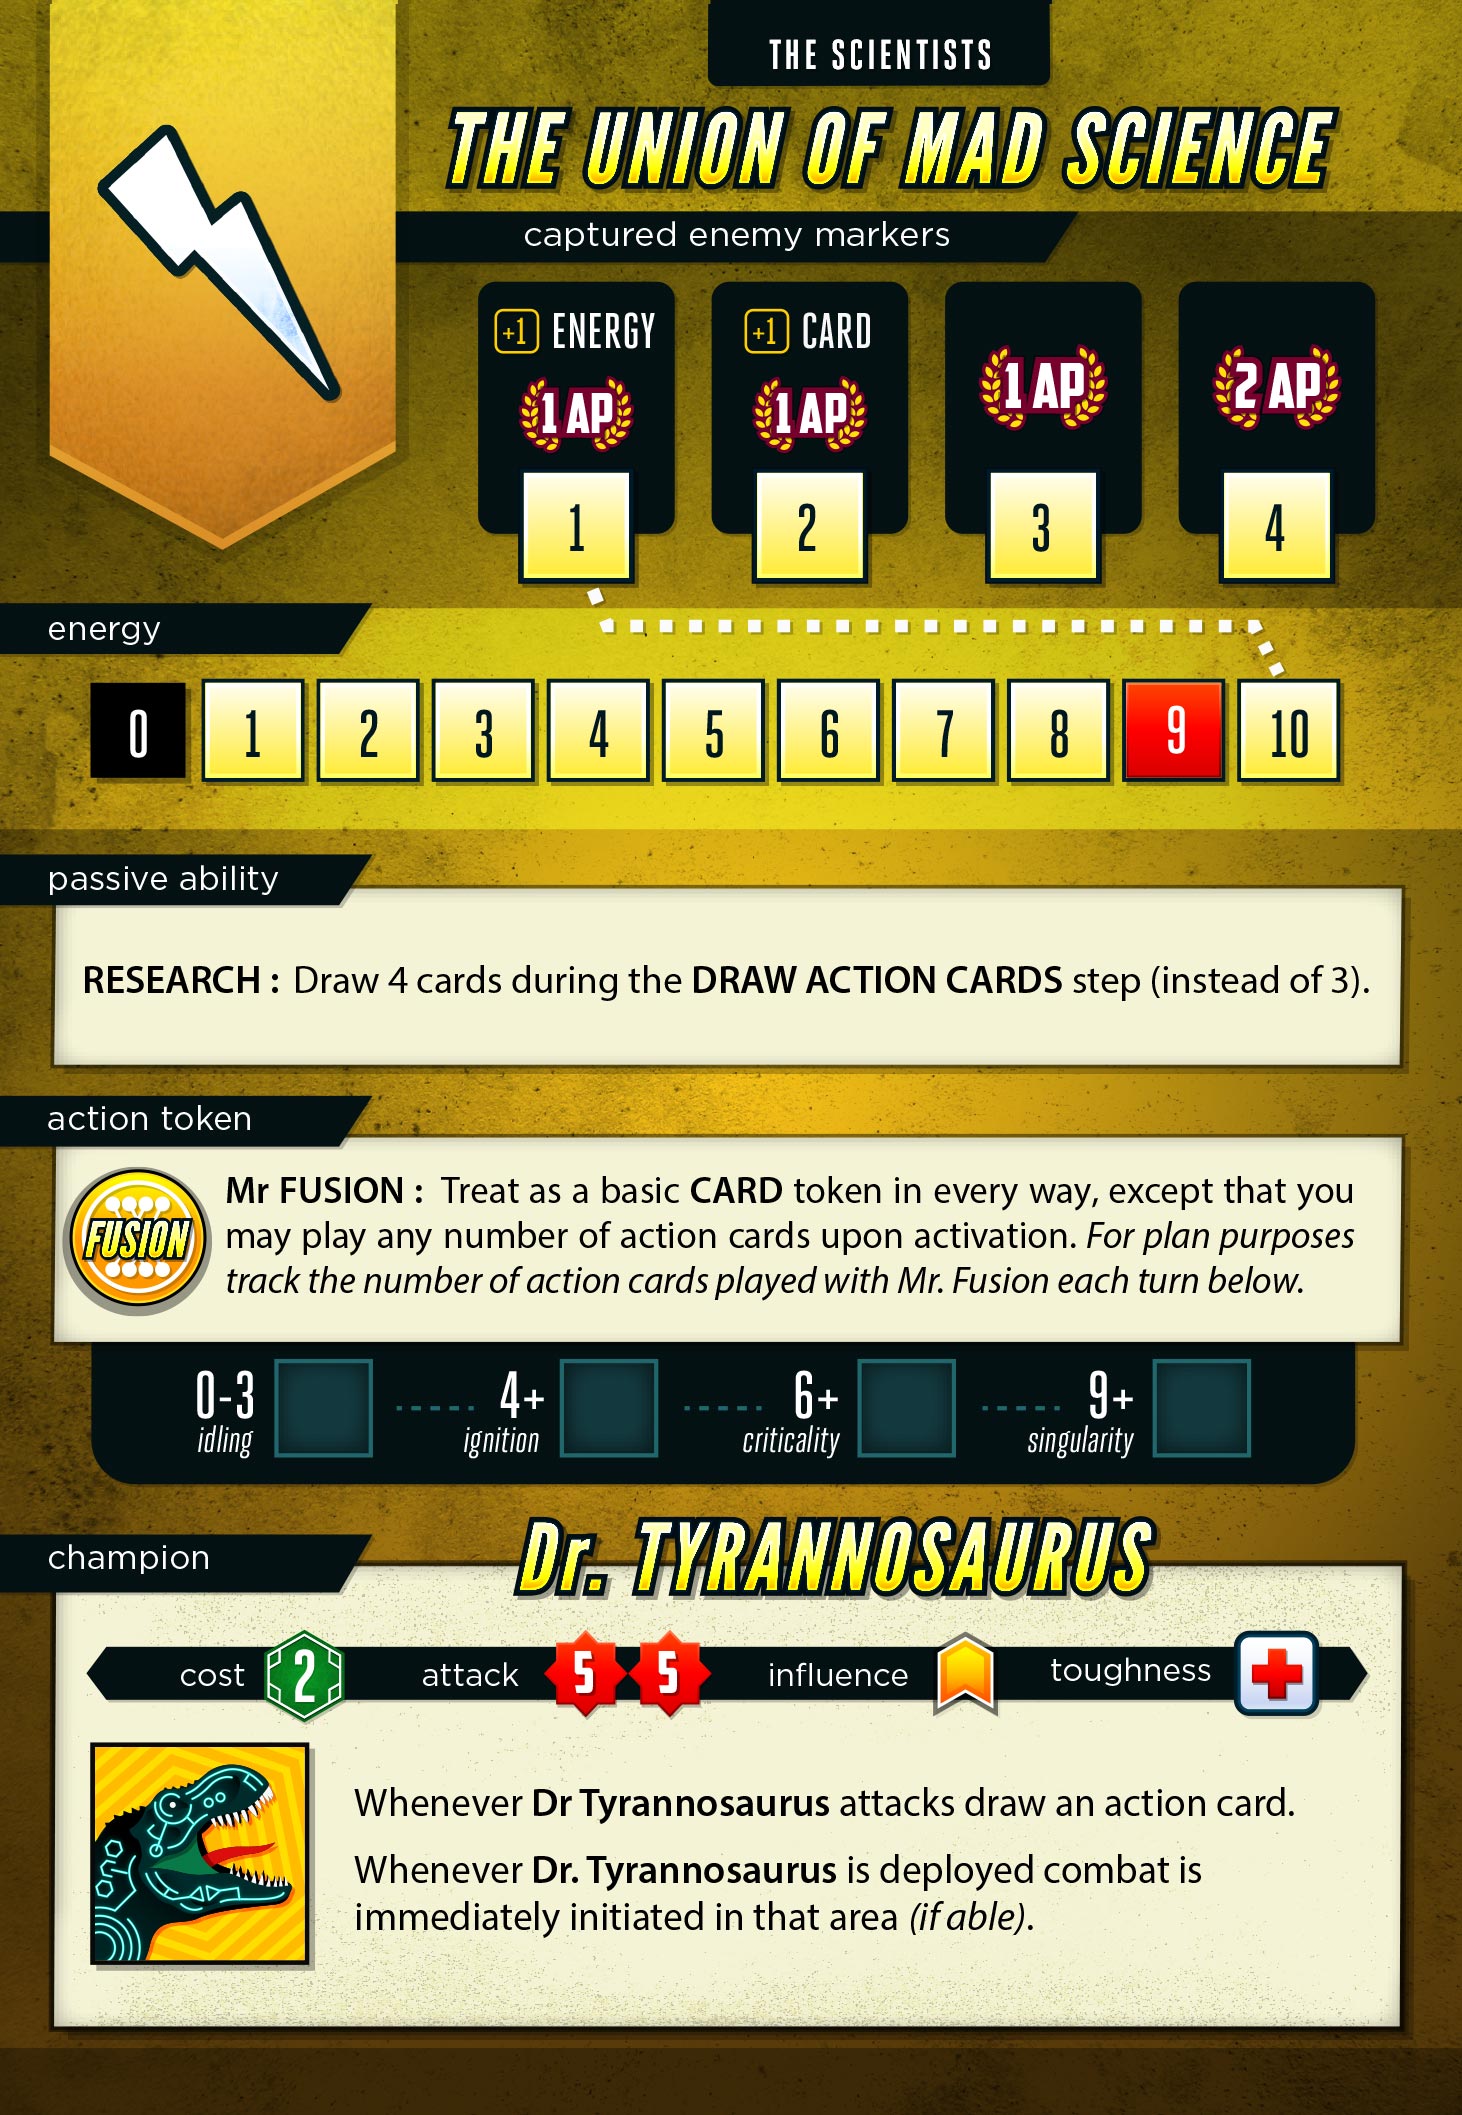 THE SCIENTISTS
THE UNION OF MAD SCIENCE
captured enemy markers
+1 ENERGY
1 AP
1
+1 CARD
1 AP
2
1 AP
3
2 AP
4
energy
0 1 2 3 4 5 6 7 8 9 10
passive ability
RESEARCH : Draw 4 cards during the DRAW ACTION CARDS step (instead of 3).
action token
FUSION
Mr FUSION : Treat as a basic CARD token in every way, except that you
may play any number of action cards upon activation. For plan purposes
track the number of action cards played with Mr. Fusion each turn below.
0-3
idling
4+
ignition
6+
criticality
9+
singularity
champion
Dr. TYRANNOSAURUS
cost 2 attack 5 5 influence toughness
Whenever Dr Tyrannosaurus attacks draw an action card.
Whenever Dr. Tyrannosaurus is deployed combat is
immediately initiated in that area (if able).